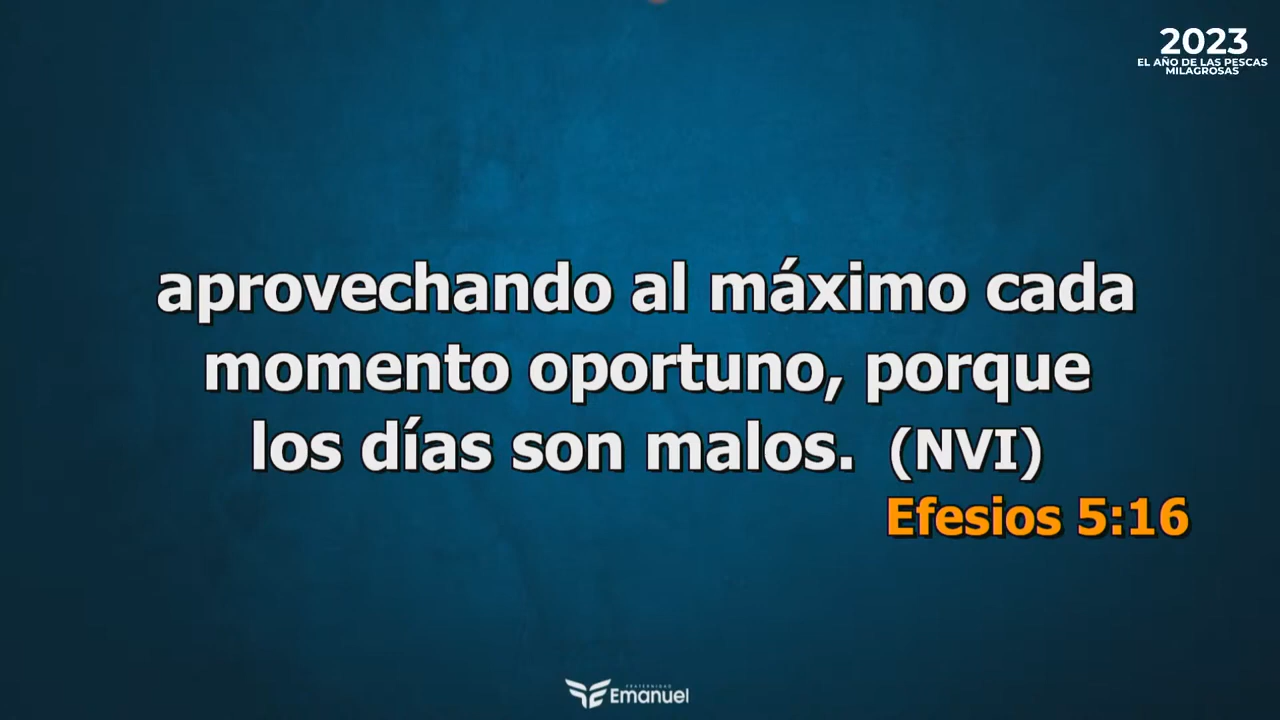 2023
EL AÑO DE LAS PESCAS
MILAGROSAS
aprovechando al máximo cada
momento oportuno, porque
los días son malos. (NVI)
Efesios 5:16
FRATERNIDAD
Emanuel